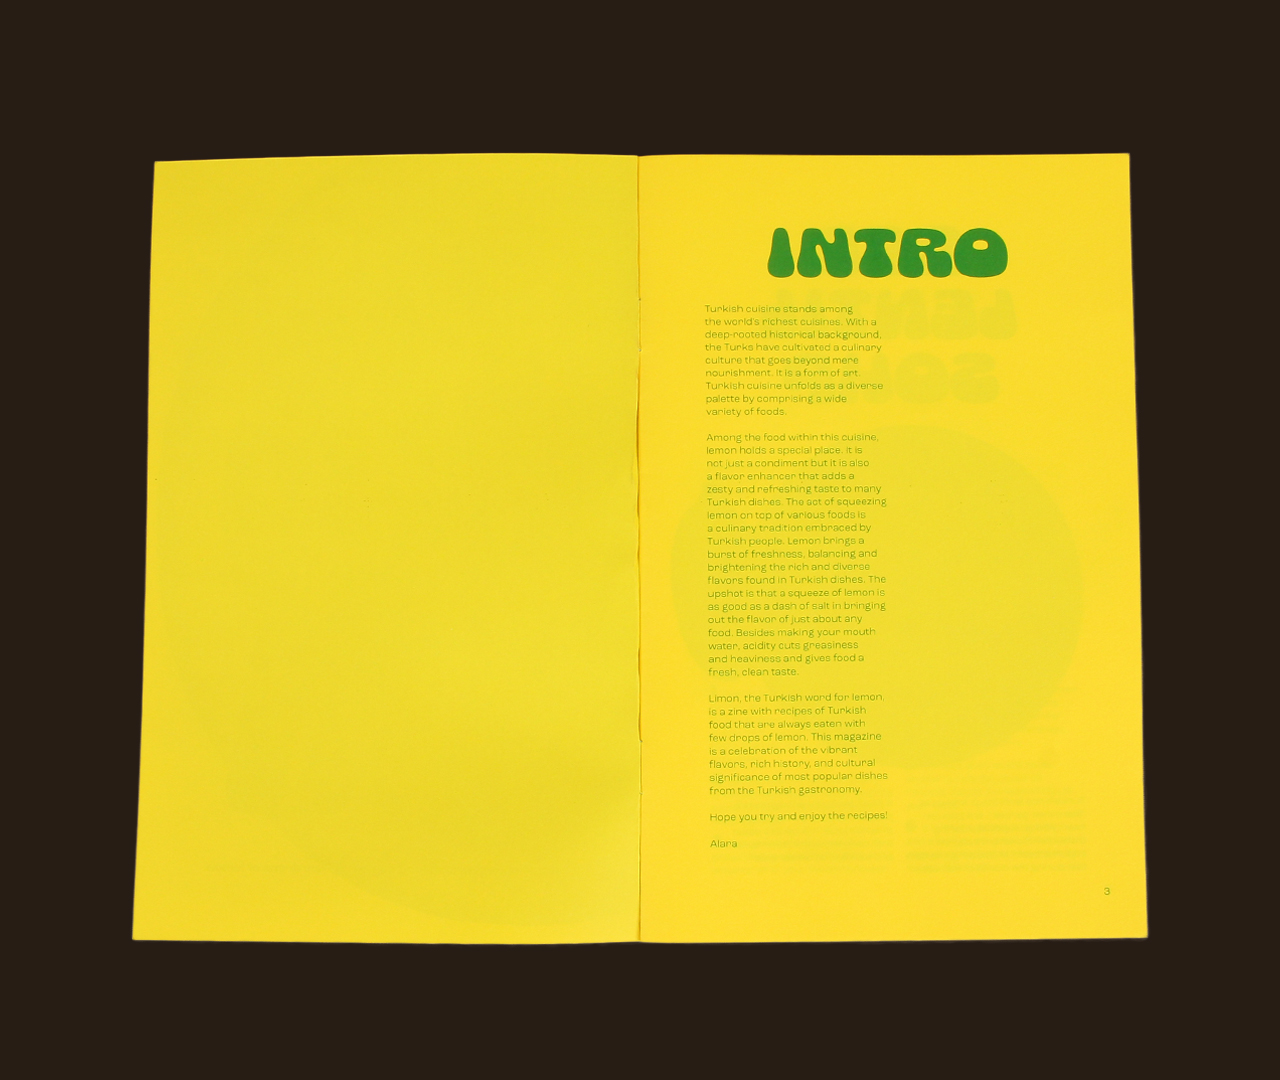 INTRO
Turkish cuisine stands among
the world's richest cuisines. With a
deep-rooted historical background,
the Turks have cultivated a culinary
culture that goes beyond mere
nourishment. It is a form of art.
Turkish cuisine unfolds as a diverse
palette by comprising a wide
variety of foods.
Among the food within this cuisine,
lemon holds a special place. It is
not just a condiment but it is also
a flavor enhancer that adds a
zesty and refreshing taste to many
Turkish dishes. The act of squeezing
lemon on top of various foods is
a culinary tradition embraced by
Turkish people. Lemon brings a
burst of freshness, balancing and
brightening the rich and diverse
flavors found in Turkish dishes. The
upshot is that a squeeze of lemon is
as good as a dash of salt in bringing
out the flavor of just about any
food. Besides making your mouth
water, acidity cuts greasiness
and heaviness and gives food a
fresh, clean taste.
Limon, the Turkish word for lemon,
is a zine with recipes of Turkish
food that are always eaten with
few drops of lemon. This magazine
is a celebration of the vibrant
flavors, rich history, and cultural
significance of most popular dishes
from the Turkish gastronomy.
Hope you try and enjoy the recipes!
Alara
3